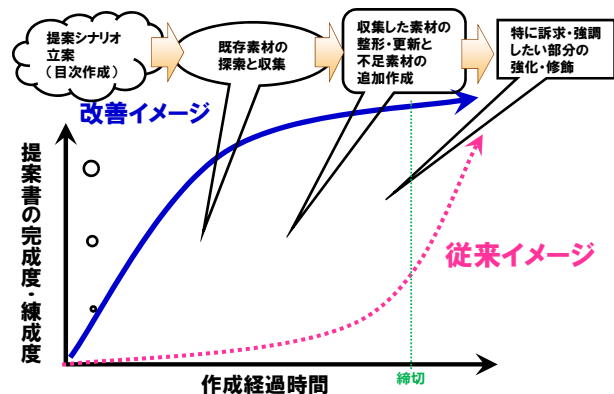 提案シナリオ
立案
(目次作成)
既存素材の
探索と収集
収集した素材の
整形・更新と
不足素材の
追加作成
特に訴求・強調
したい部分の
強化・修飾
改善イメージ
提案書の完成度・練成度
従来イメージ
締切
作成経過時間